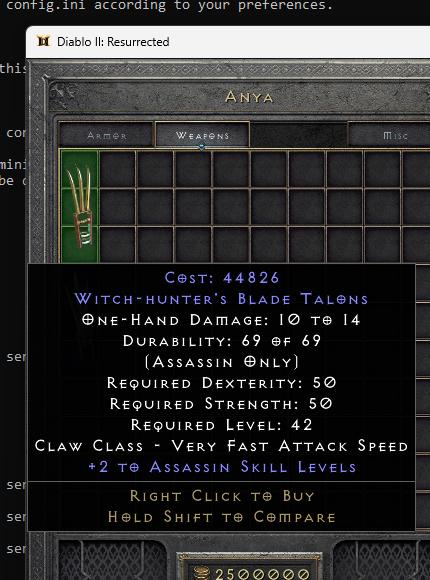 config.ini according to your preferences.
Diablo II: Resurrected
this
Anya
con
Armor
Weapons
Misc
mini
be
Cost: 44826
Witch-hunter's Blade Talons
One-Hand Damage: 10 to 14
Durability: 69 of 69
(Assassin Only)
Required Dexterity: 50
Required Strength: 50
ser
Required Level: 42
Claw Class - Very Fast Attack Speed
+2 to Assassin Skill Levels
ser
Right Click to Buy
Hold Shift to Compare
ser
ser
2500000